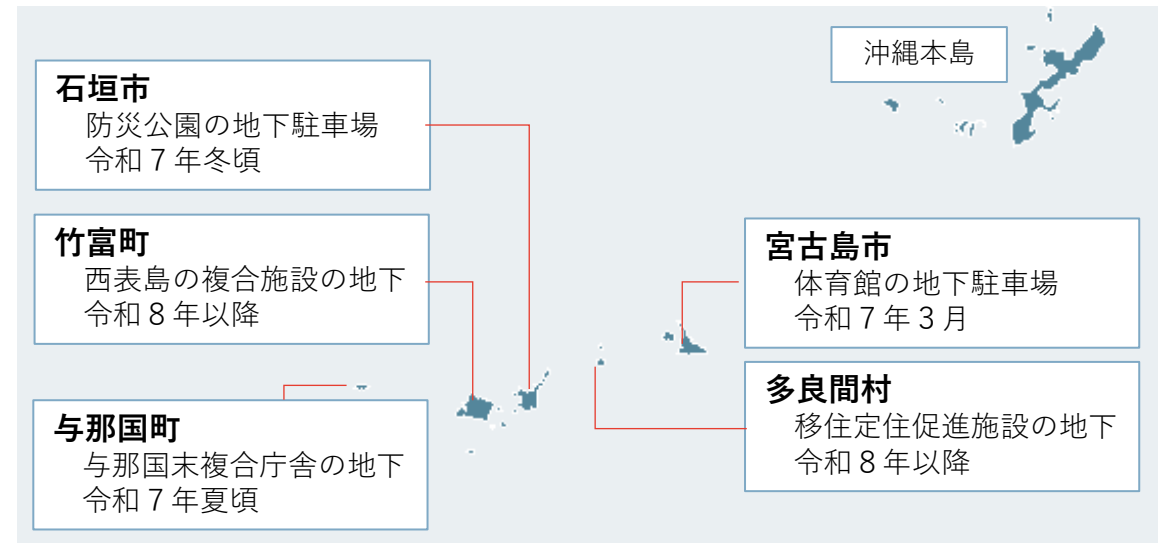 沖縄本島
石垣市
防災公園の地下駐車場
令和7年冬頃
竹富町
西表島の複合施設の地下
令和8年以降
与那国町
与那国末複合庁舎の地下
令和7年夏頃
宮古島市
体育館の地下駐車場
令和7年3月
多良間村
移住定住促進施設の地下
令和8年以降